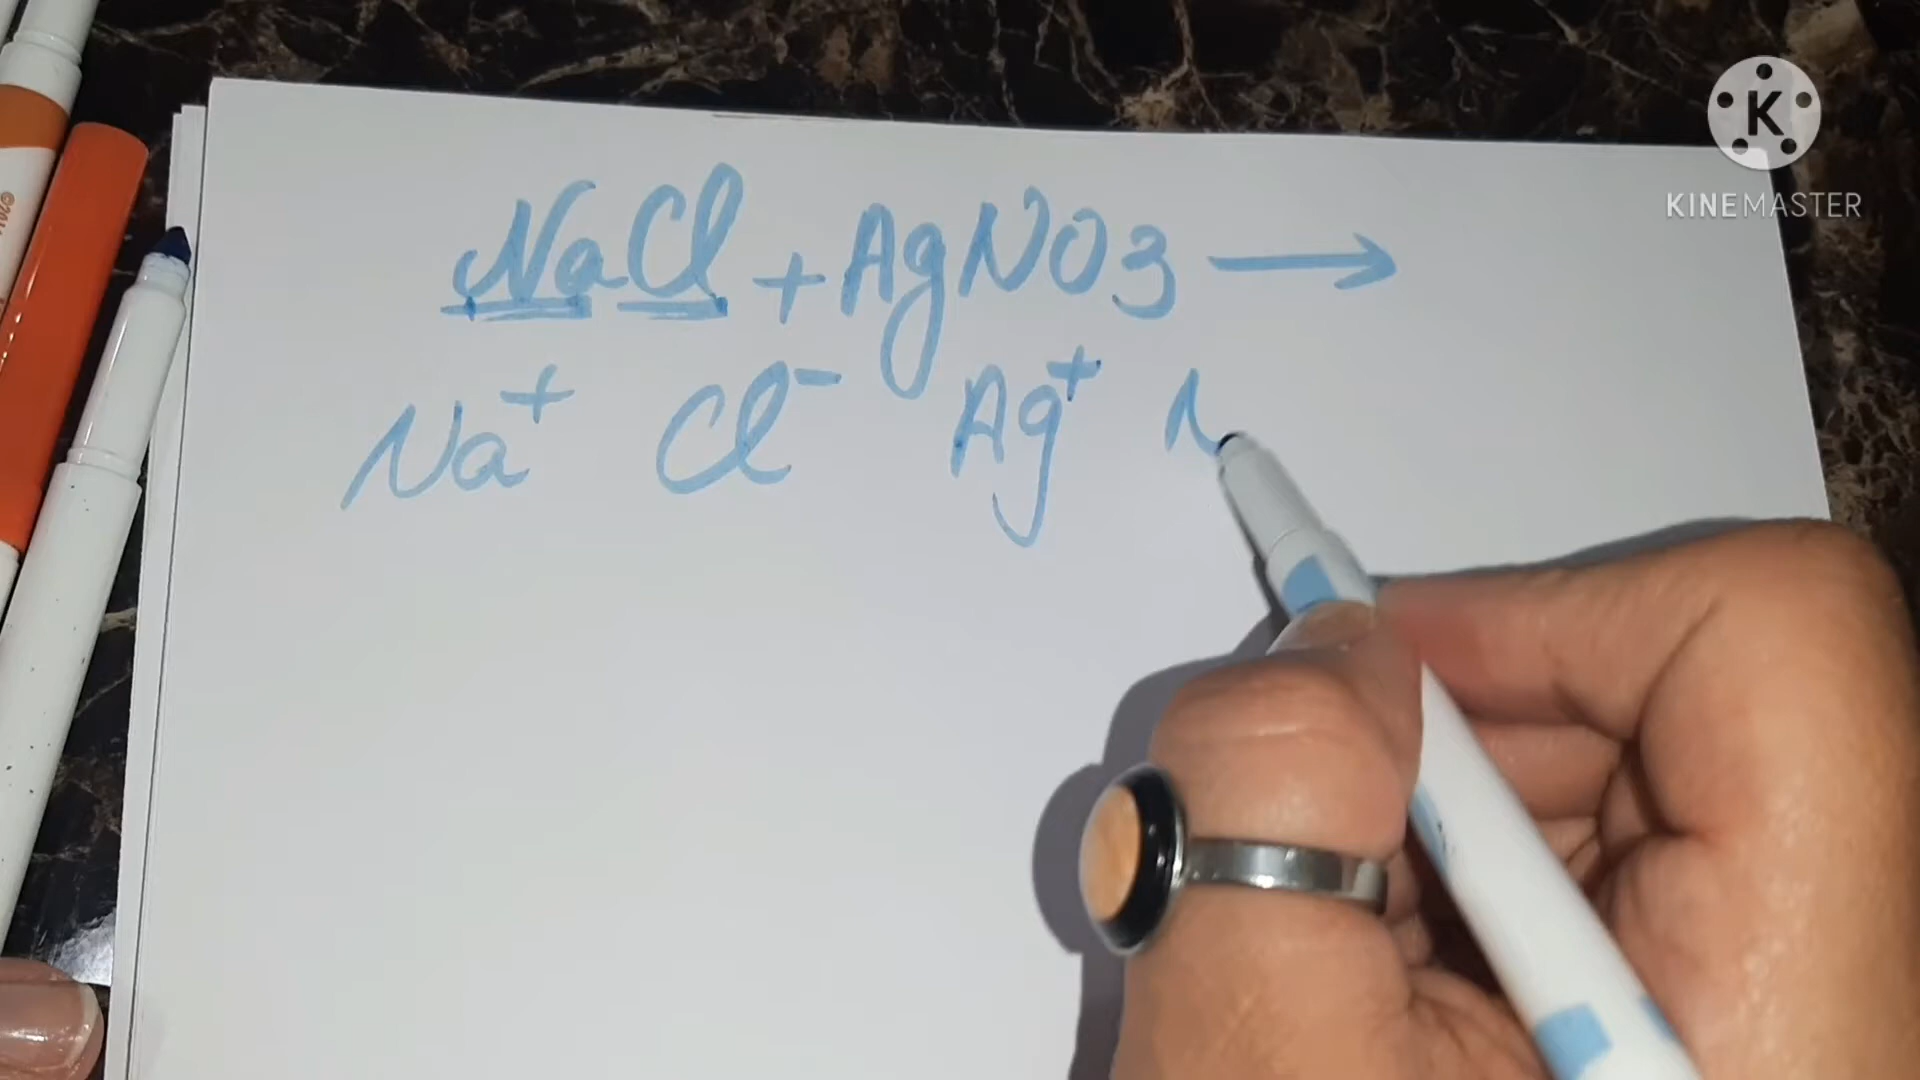 K
KINEMASTER
NaCl + AgNO3 →
Na⁺ Cl⁻ Ag⁺ N